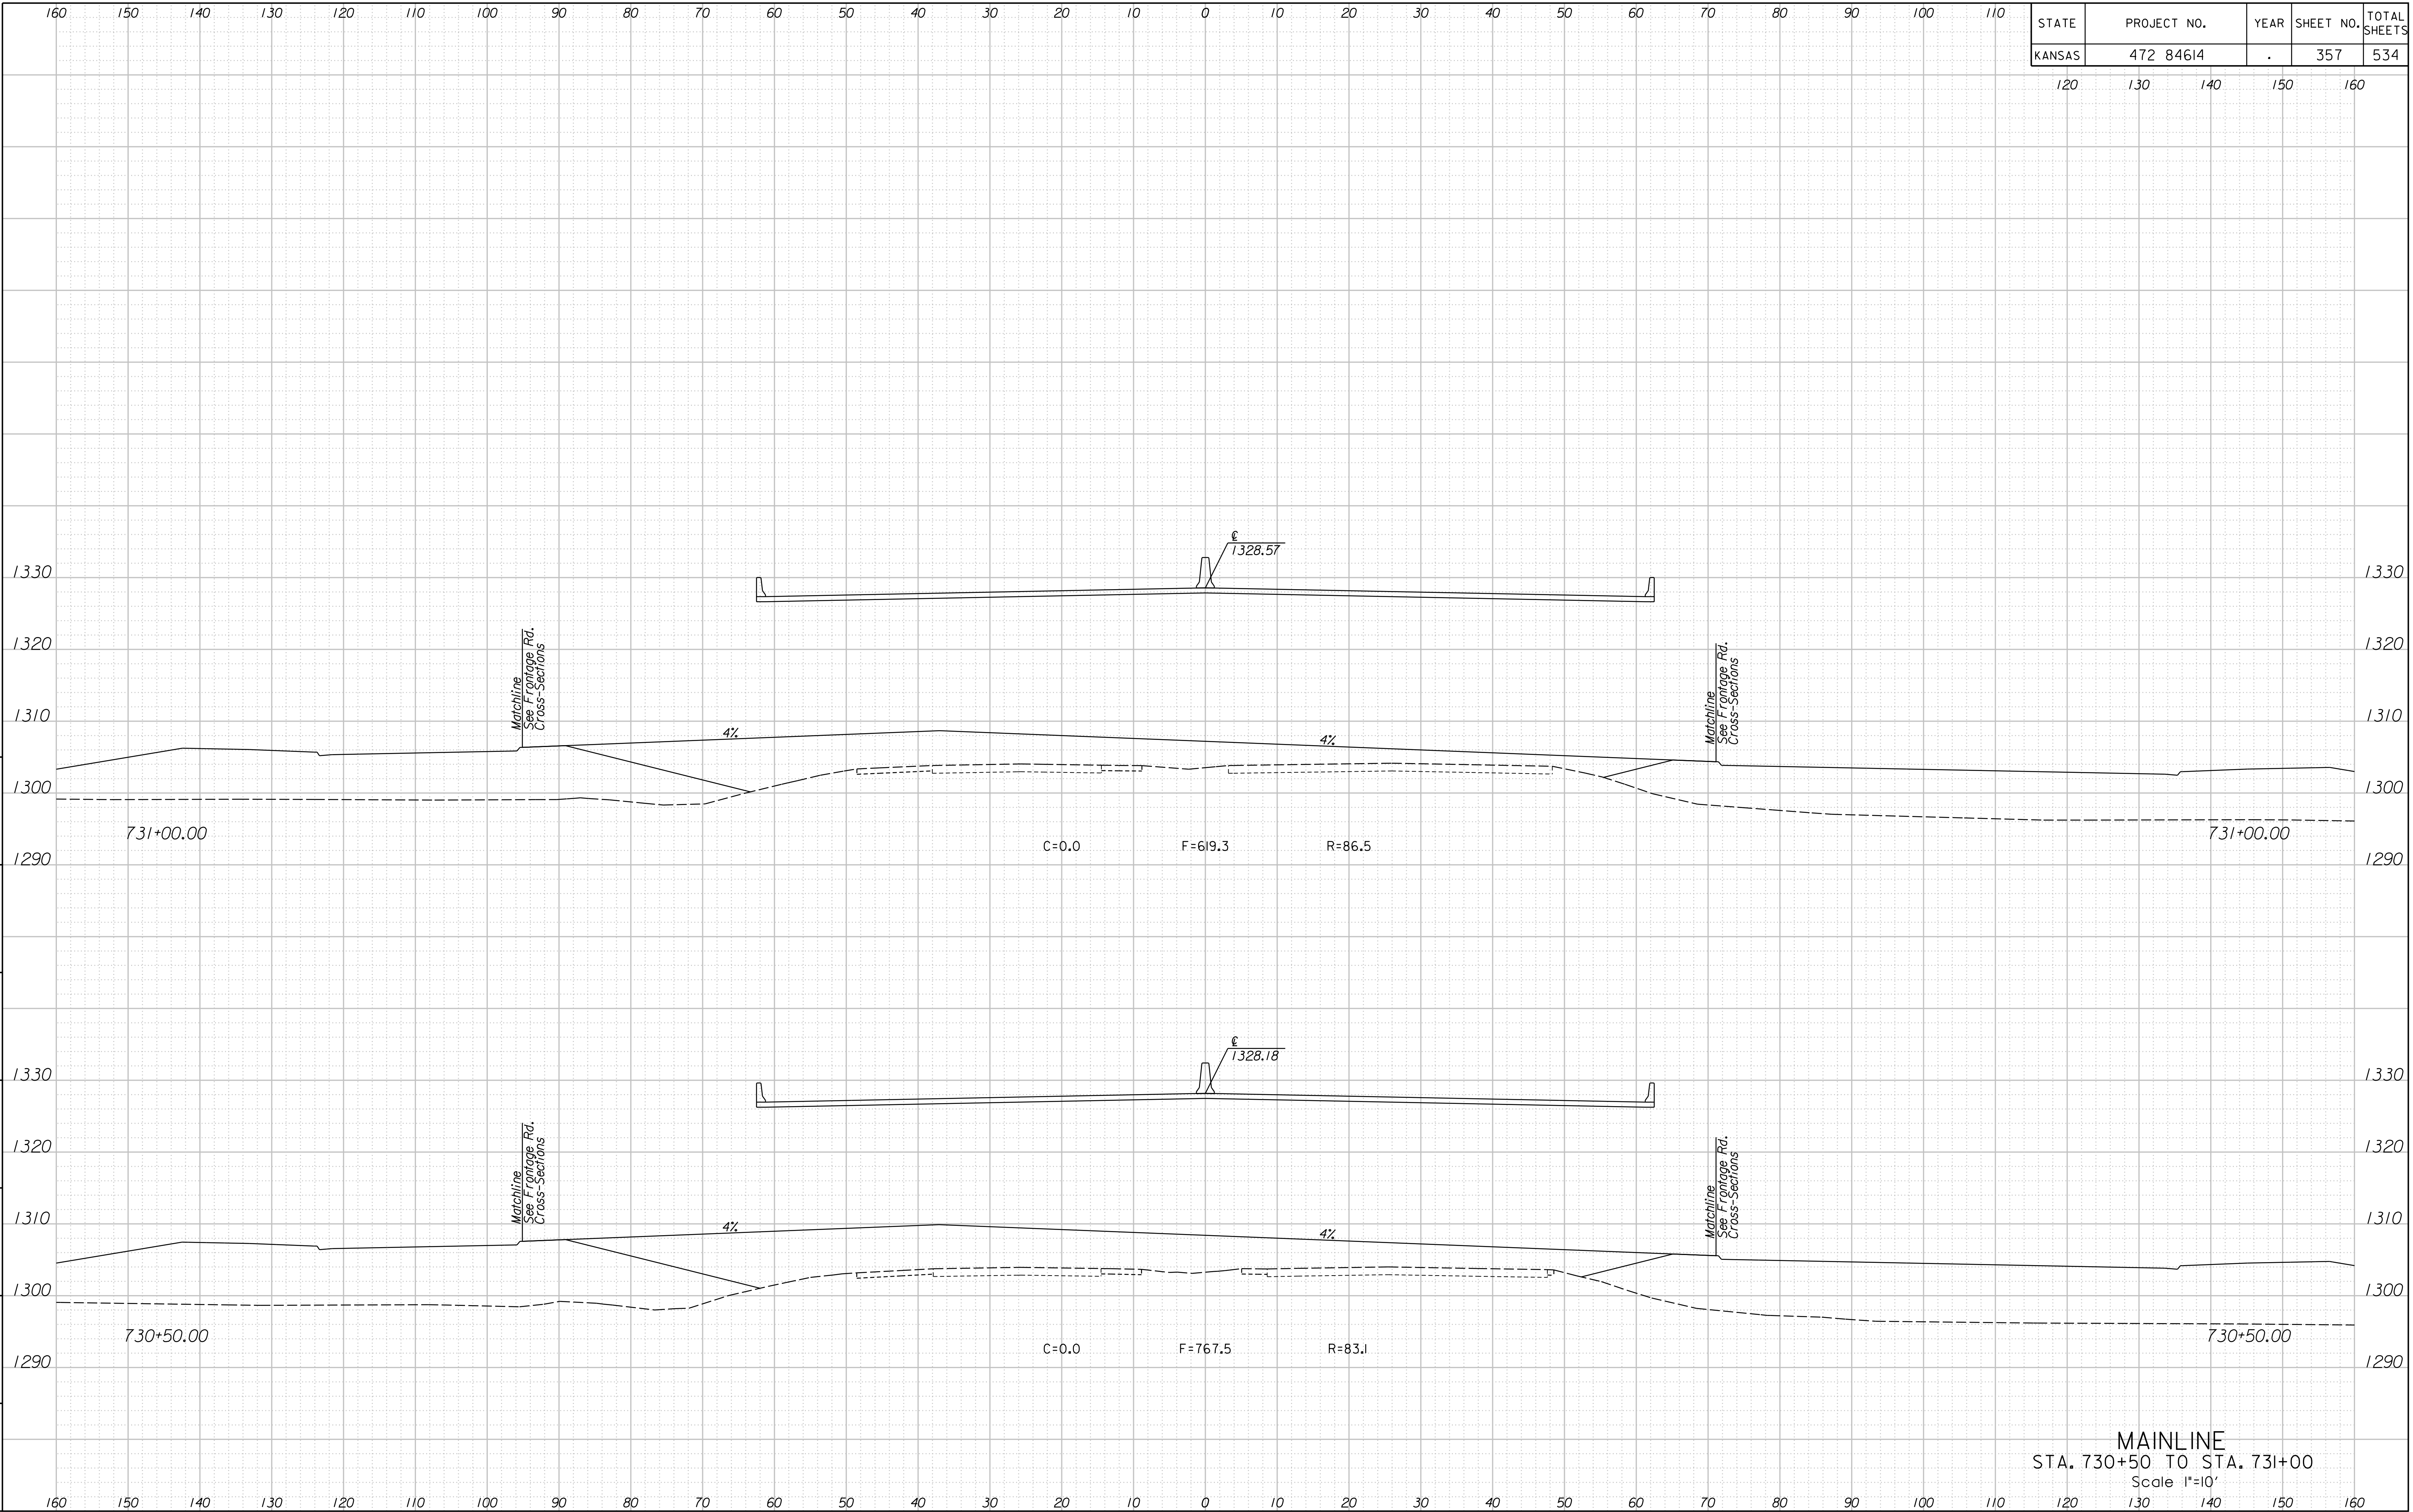 160 150 140 130 120 110 100 90 80 70 60 50 40 30 20 10 0 10 20 30 40 50 60 70 80 90 100 110
STATE PROJECT NO. YEAR SHEET NO. TOTAL SHEETS
KANSAS 472 84614 . 357 534
120 130 140 150 160
℄
1328.57
1330 1330
1320 1320
Matchline
See Frontage Rd.
Cross-Sections
Matchline
See Frontage Rd.
Cross-Sections
1310 1310
4% 4%
1300 1300
731+00.00 731+00.00
C=0.0 F=619.3 R=86.5
1290 1290
℄
1328.18
1330 1330
1320 1320
Matchline
See Frontage Rd.
Cross-Sections
Matchline
See Frontage Rd.
Cross-Sections
1310 1310
4% 4%
1300 1300
730+50.00 730+50.00
C=0.0 F=767.5 R=83.1
1290 1290
MAINLINE
STA. 730+50 TO STA. 731+00
Scale 1"=10'
160 150 140 130 120 110 100 90 80 70 60 50 40 30 20 10 0 10 20 30 40 50 60 70 80 90 100 110 120 130 140 150 160